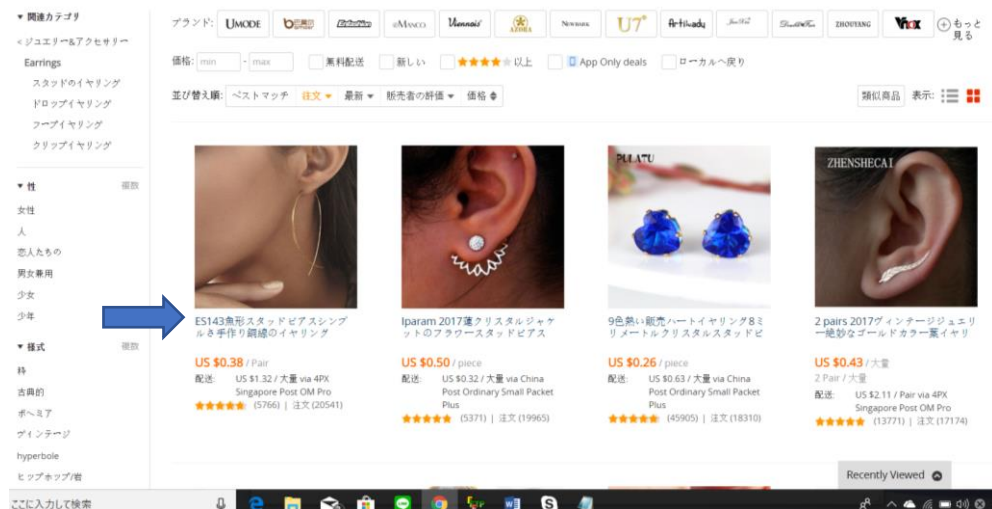 ▼ 関連カテゴリ
< ジュエリー&アクセサリー
Earrings
スタッドのイヤリング
ドロップイヤリング
フープイヤリング
クリップイヤリング
▼ 性 複数
女性
人
恋人たちの
男女兼用
少女
少年
▼ 様式 複数
粋
古典的
ボヘミア
ヴィンテージ
hyperbole
ヒップホップ/岩
ブランド: UMODE eManco Viennois AZORA NEWBARK U7 Artilady ZHOUYANG Vnox もっと見る
価格: min - max 無料配送 新しい ★★★★★以上 App Only deals ローカルへ戻り
並び替え順: ベストマッチ 注文 ▼ 最新 ▼ 販売者の評価 ▼ 価格 類似商品 表示:
PULATU
ZHENSHECAI
ES143魚形スタッドピアスシンプ
ルさ手作り銅線のイヤリング
US $0.38 / Pair
配送: US $1.32 / 大量 via 4PX
Singapore Post OM Pro
★★★★★ (5766) | 注文 (20541)
Iparam 2017蓮クリスタルジャケ
ットのフラワースタッドピアス
US $0.50 / piece
配送: US $0.32 / 大量 via China
Post Ordinary Small Packet
Plus
★★★★★ (5371) | 注文 (19965)
9色熱い販売ハートイヤリング8ミ
リメートルクリスタルスタッドピ
US $0.26 / piece
配送: US $0.63 / 大量 via China
Post Ordinary Small Packet
Plus
★★★★★ (45905) | 注文 (18310)
2 pairs 2017ヴィンテージジュエリ
ー絶妙なゴールドカラー葉イヤリ
US $0.43 / 大量
2 Pair / 大量
配送: US $2.11 / Pair via 4PX
Singapore Post OM Pro
★★★★★ (13771) | 注文 (17174)
Recently Viewed
ここに入力して検索